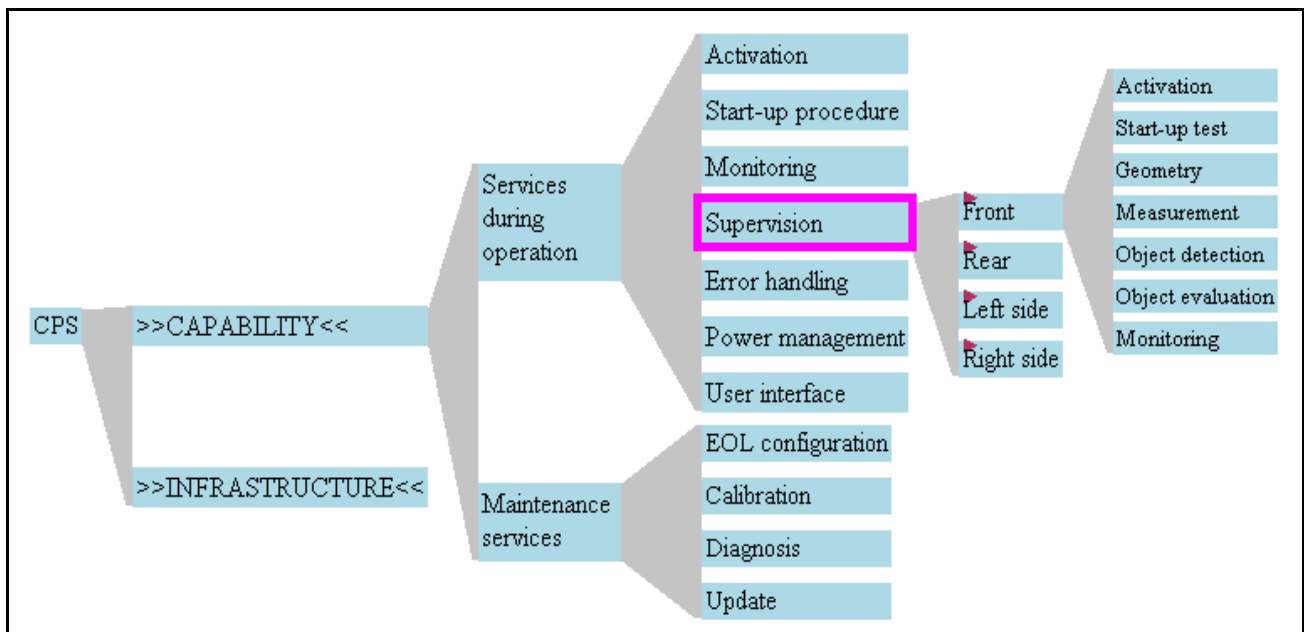 CPS
>>CAPABILITY<<
>>INFRASTRUCTURE<<
Services
during
operation
Maintenance
services
Activation
Start-up procedure
Monitoring
Supervision
Error handling
Power management
User interface
EOL configuration
Calibration
Diagnosis
Update
Front
Rear
Left side
Right side
Activation
Start-up test
Geometry
Measurement
Object detection
Object evaluation
Monitoring